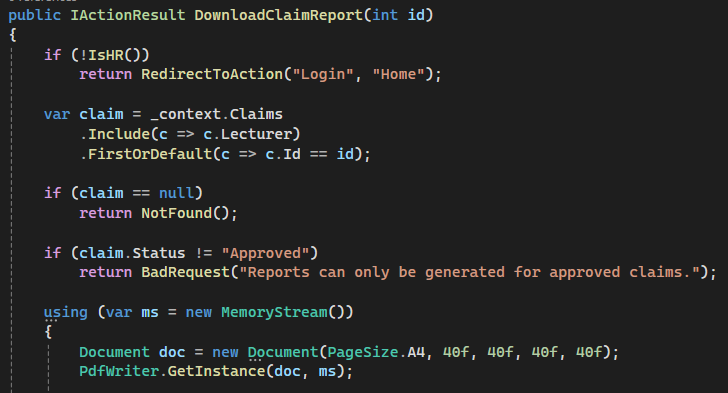 public IActionResult DownloadClaimReport(int id)
{
if (!IsHR())
return RedirectToAction("Login", "Home");
var claim = _context.Claims
.Include(c => c.Lecturer)
.FirstOrDefault(c => c.Id == id);
if (claim == null)
return NotFound();
if (claim.Status != "Approved")
return BadRequest("Reports can only be generated for approved claims.");
using (var ms = new MemoryStream())
{
Document doc = new Document(PageSize.A4, 40f, 40f, 40f, 40f);
PdfWriter.GetInstance(doc, ms);